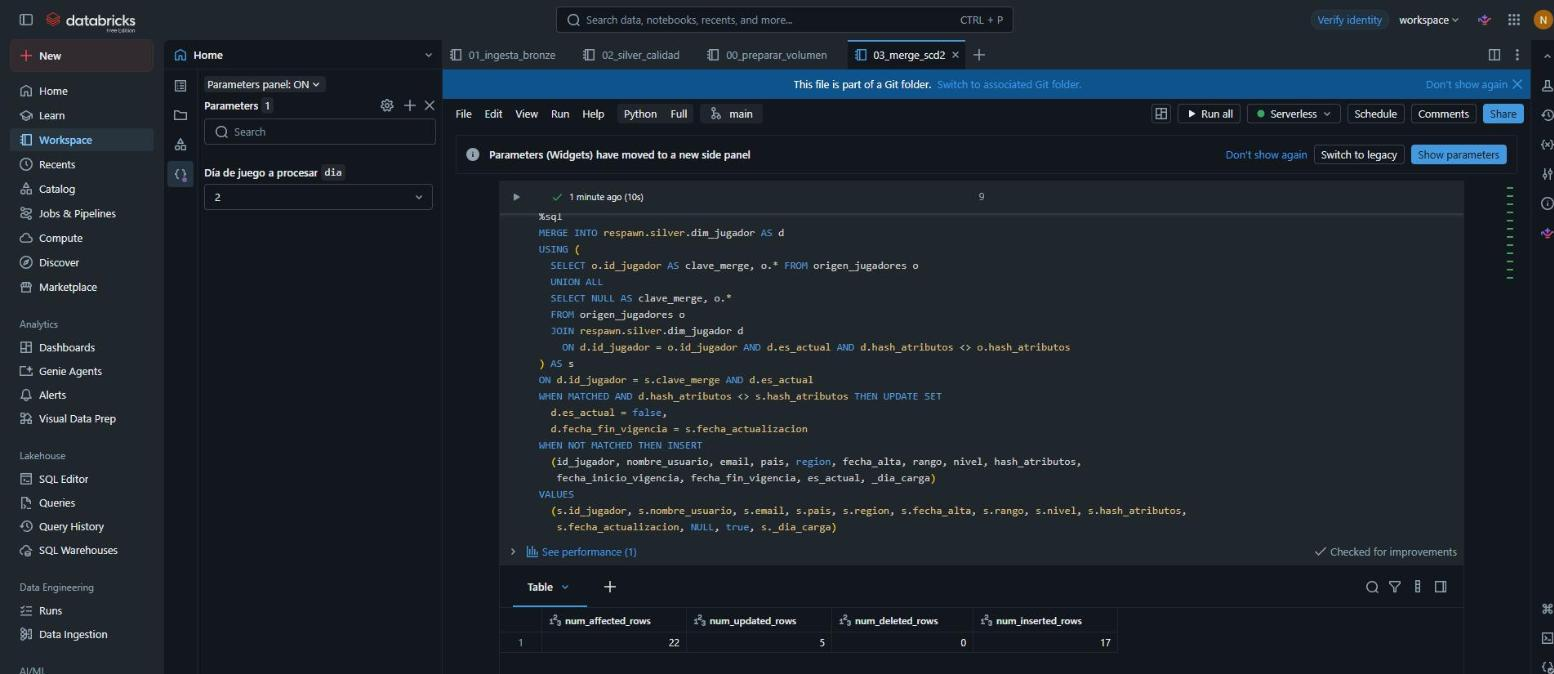 databricks
Free Edition
Search data, notebooks, recents, and more...
CTRL + P
Verify identity
workspace
N
New
Home
Learn
Workspace
Recents
Catalog
Jobs & Pipelines
Compute
Discover
Marketplace
Analytics
Dashboards
Genie Agents
Alerts
Visual Data Prep
Lakehouse
SQL Editor
Queries
Query History
SQL Warehouses
Data Engineering
Runs
Data Ingestion
AI/ML
Home
Parameters panel: ON
Parameters 1
Search
Día de juego a procesar dia
2
01_ingesta_bronze
02_silver_calidad
00_preparar_volumen
03_merge_scd2
This file is part of a Git folder. Switch to associated Git folder.
Don't show again
File Edit View Run Help Python Full main
Run all
Serverless
Schedule
Comments
Share
Parameters (Widgets) have moved to a new side panel
Don't show again
Switch to legacy
Show parameters
1 minute ago (10s)
9
%sql
MERGE INTO respawn.silver.dim_jugador AS d
USING (
SELECT o.id_jugador AS clave_merge, o.* FROM origen_jugadores o
UNION ALL
SELECT NULL AS clave_merge, o.*
FROM origen_jugadores o
JOIN respawn.silver.dim_jugador d
ON d.id_jugador = o.id_jugador AND d.es_actual AND d.hash_atributos <> o.hash_atributos
) AS s
ON d.id_jugador = s.clave_merge AND d.es_actual
WHEN MATCHED AND d.hash_atributos <> s.hash_atributos THEN UPDATE SET
d.es_actual = false,
d.fecha_fin_vigencia = s.fecha_actualizacion
WHEN NOT MATCHED THEN INSERT
(id_jugador, nombre_usuario, email, pais, region, fecha_alta, rango, nivel, hash_atributos,
fecha_inicio_vigencia, fecha_fin_vigencia, es_actual, _dia_carga)
VALUES
(s.id_jugador, s.nombre_usuario, s.email, s.pais, s.region, s.fecha_alta, s.rango, s.nivel, s.hash_atributos,
s.fecha_actualizacion, NULL, true, s._dia_carga)
See performance (1)
Checked for improvements
Table
num_affected_rows num_updated_rows num_deleted_rows num_inserted_rows
1 22 5 0 17